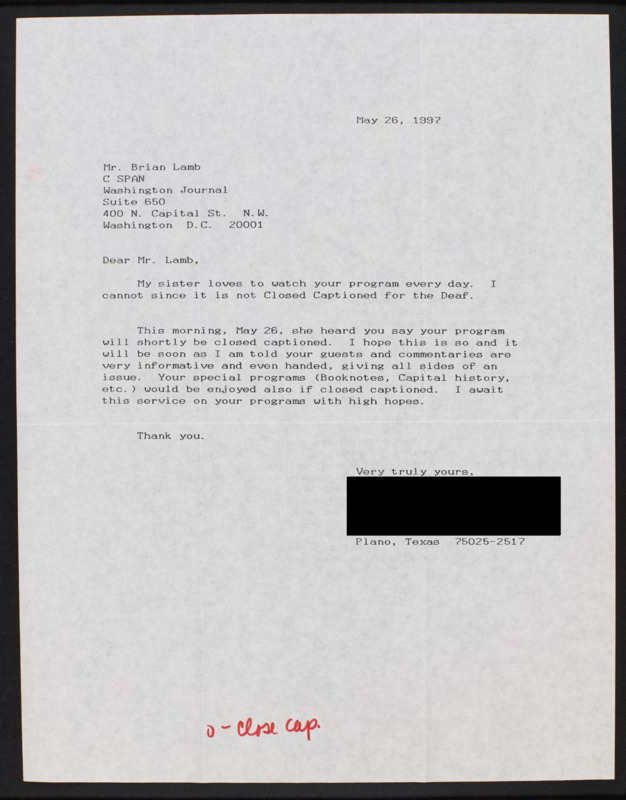 May 26, 1997
Mr. Brian Lamb
C SPAN
Washington Journal
Suite 650
400 N. Capital St. N.W.
Washington D.C. 20001
Dear Mr. Lamb,
My sister loves to watch your program every day. I
cannot since it is not Closed Captioned for the Deaf.
This morning, May 26, she heard you say your program
will shortly be closed captioned. I hope this is so and it
will be soon as I am told your guests and commentaries are
very informative and even handed, giving all sides of an
issue. Your special programs (Booknotes, Capital history,
etc.) would be enjoyed also if closed captioned. I await
this service on your programs with high hopes.
Thank you.
Very truly yours,
Plano, Texas 75025-2517
o - close cap.